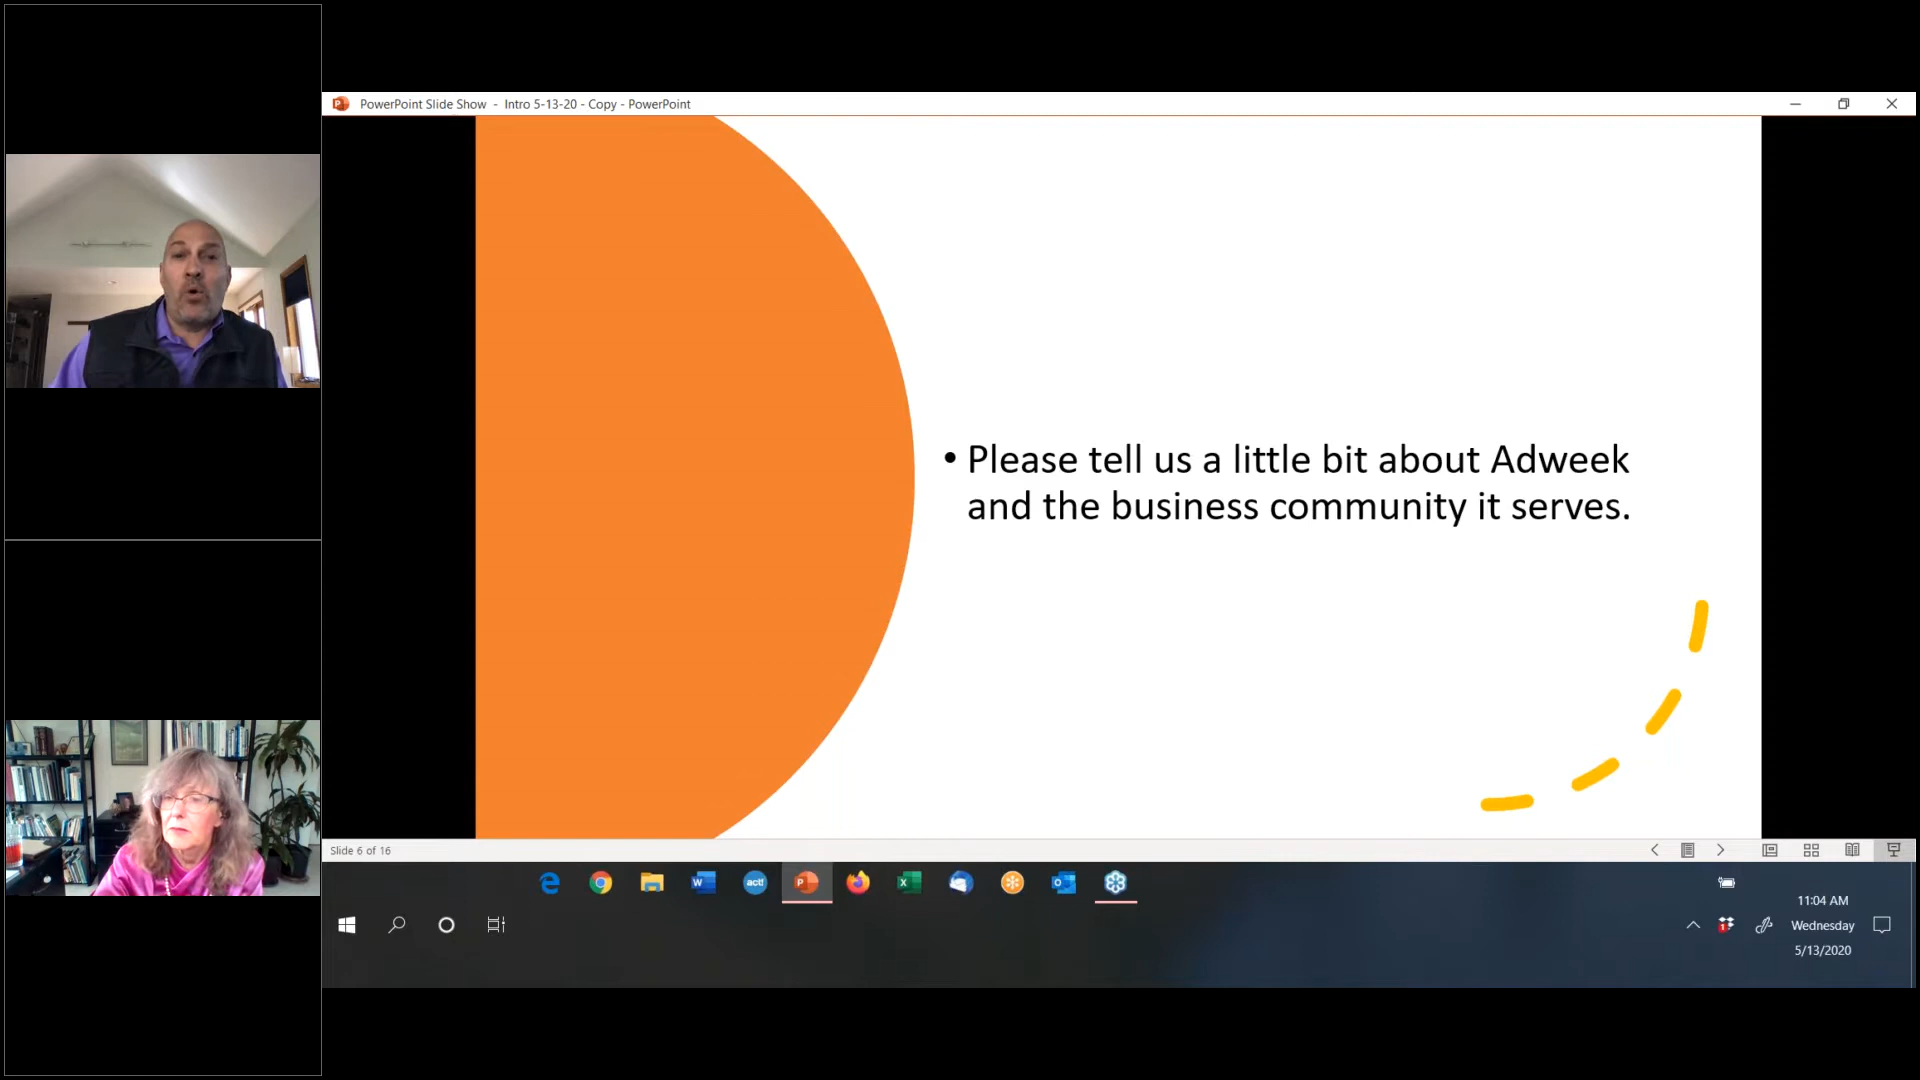 PowerPoint Slide Show - Intro 5-13-20 - Copy - PowerPoint
• Please tell us a little bit about Adweek
and the business community it serves.
Slide 6 of 16
act!
11:04 AM
Wednesday
5/13/2020